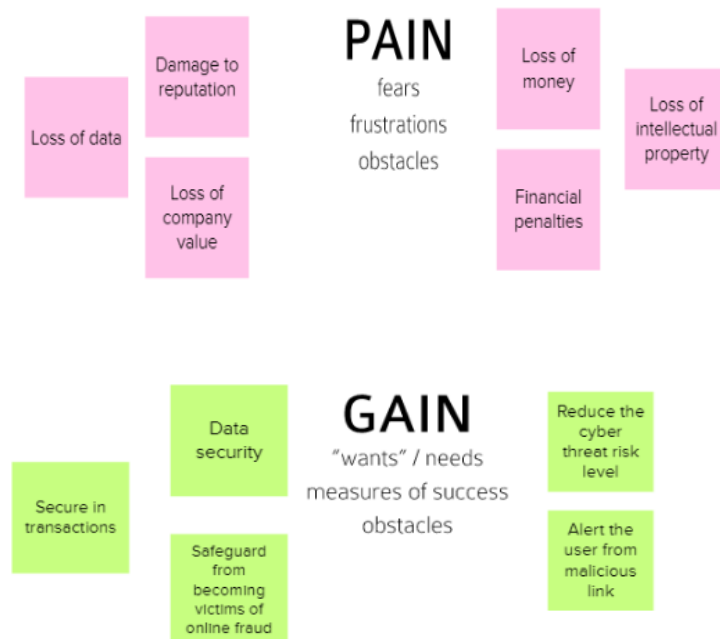 PAIN
fears
frustrations
obstacles
Loss of data
Damage to
reputation
Loss of
company
value
Loss of
money
Financial
penalties
Loss of
intellectual
property
GAIN
"wants" / needs
measures of success
obstacles
Secure in
transactions
Data
security
Safeguard
from
becoming
victims of
online fraud
Reduce the
cyber
threat risk
level
Alert the
user from
malicious
link